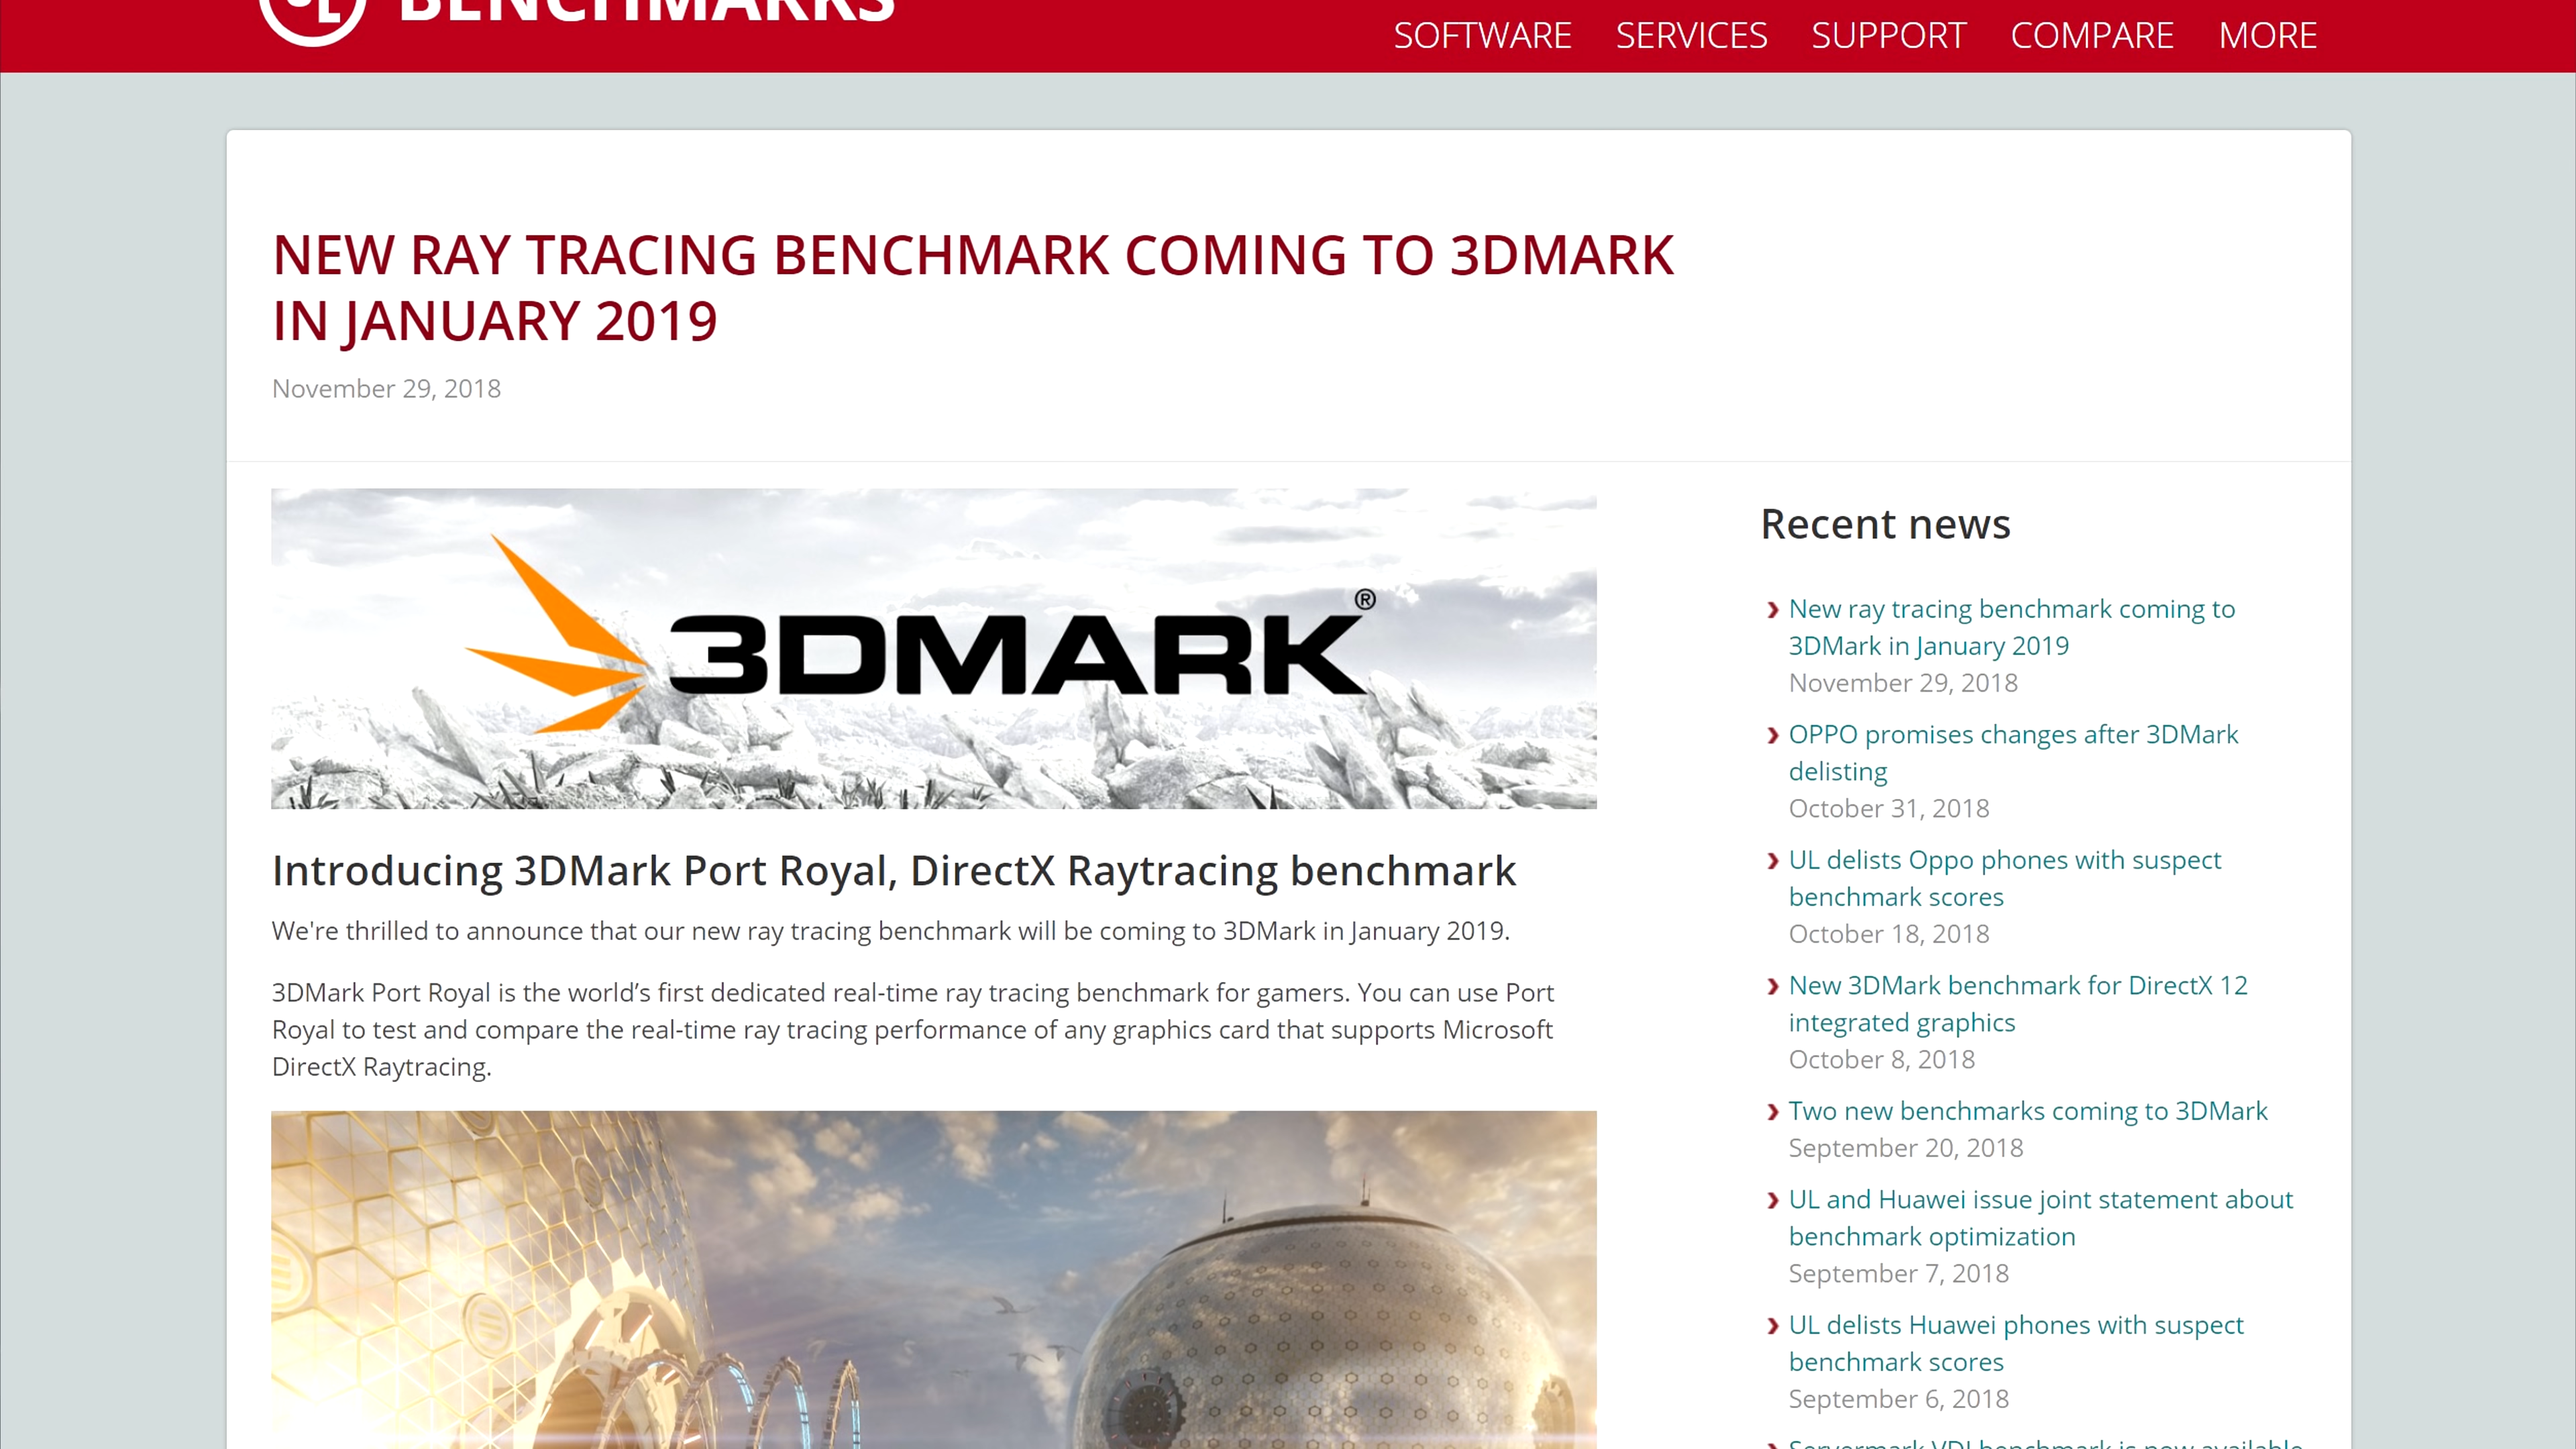 BENCHMARKS
SOFTWARE SERVICES SUPPORT COMPARE MORE
NEW RAY TRACING BENCHMARK COMING TO 3DMARK
IN JANUARY 2019
November 29, 2018
3DMARK®
Introducing 3DMark Port Royal, DirectX Raytracing benchmark
We're thrilled to announce that our new ray tracing benchmark will be coming to 3DMark in January 2019.
3DMark Port Royal is the world’s first dedicated real-time ray tracing benchmark for gamers. You can use Port
Royal to test and compare the real-time ray tracing performance of any graphics card that supports Microsoft
DirectX Raytracing.
Recent news
New ray tracing benchmark coming to
3DMark in January 2019
November 29, 2018
OPPO promises changes after 3DMark
delisting
October 31, 2018
UL delists Oppo phones with suspect
benchmark scores
October 18, 2018
New 3DMark benchmark for DirectX 12
integrated graphics
October 8, 2018
Two new benchmarks coming to 3DMark
September 20, 2018
UL and Huawei issue joint statement about
benchmark optimization
September 7, 2018
UL delists Huawei phones with suspect
benchmark scores
September 6, 2018
Servermark VDI benchmark is now available